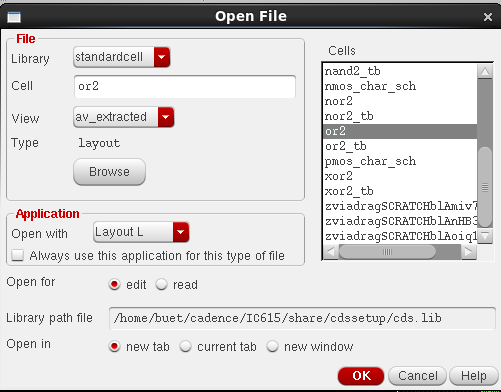 Open File
File
Library standardcell
Cell or2
View av_extracted
Type layout
Browse
Application
Open with Layout L
Always use this application for this type of file
Cells
nand2_tb
nmos_char_sch
nor2
nor2_tb
or2
or2_tb
pmos_char_sch
xor2
xor2_tb
zviadragSCRATCHblAmiv7
zviadragSCRATCHblAnHB3
zviadragSCRATCHblAoiq1
Open for edit read
Library path file /home/buet/cadence/IC615/share/cdssetup/cds.lib
Open in new tab current tab new window
OK Cancel Help